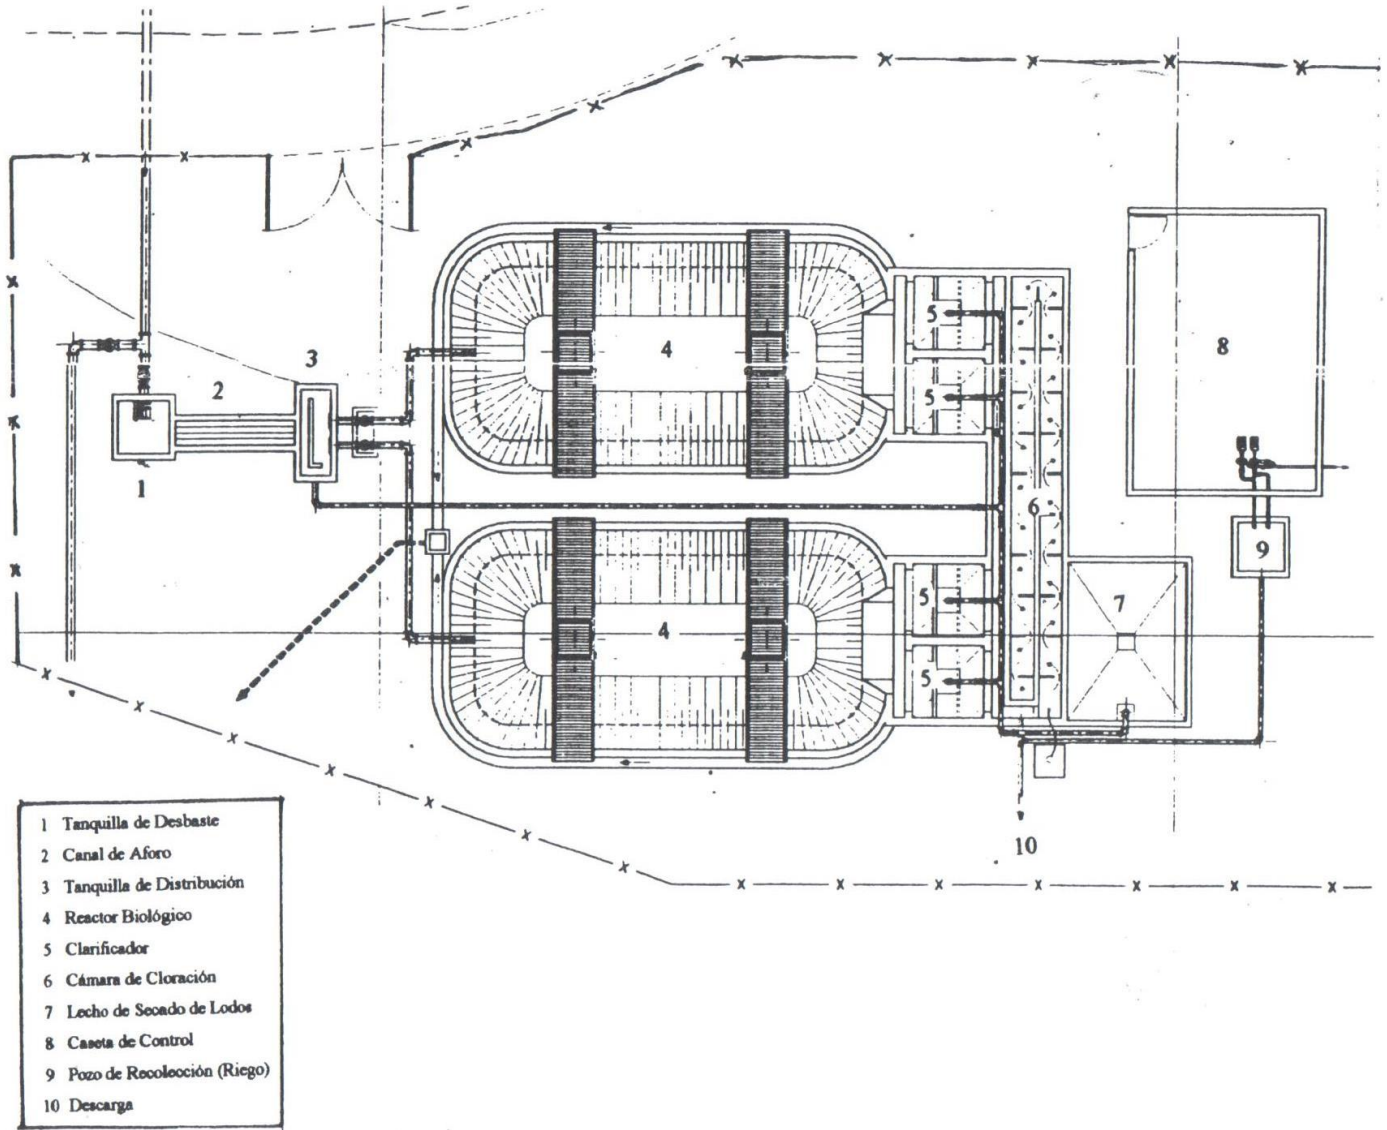 8
4
5
3
2
5
1
6
9
5
7
4
5
10
1 Tanquilla de Desbaste
2 Canal de Aforo
3 Tanquilla de Distribución
4 Reactor Biológico
5 Clarificador
6 Cámara de Cloración
7 Lecho de Secado de Lodos
8 Caseta de Control
9 Pozo de Recolección (Riego)
10 Descarga